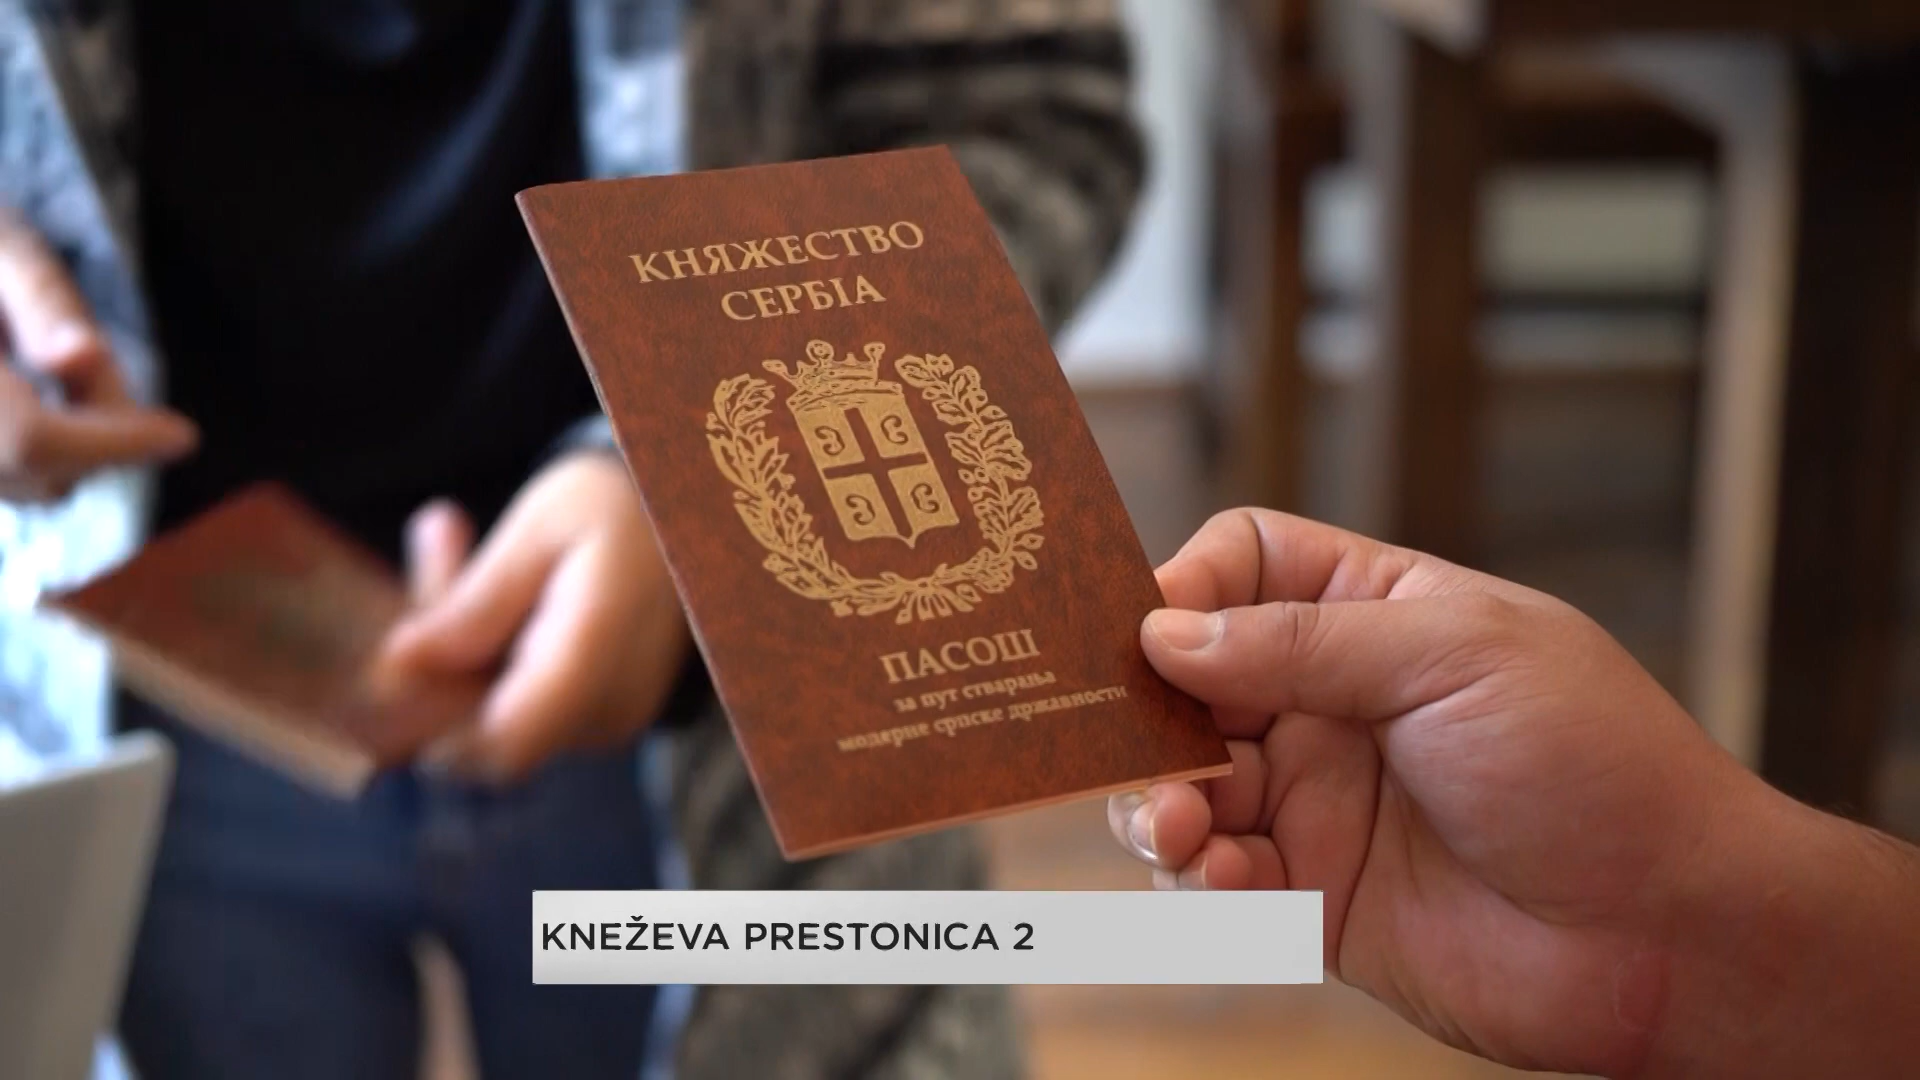 КНЯЖЕСТВО
СЕРБІА
ПАСОШ
за пут стварања
модерне српске државности
KNEŽEVA PRESTONICA 2